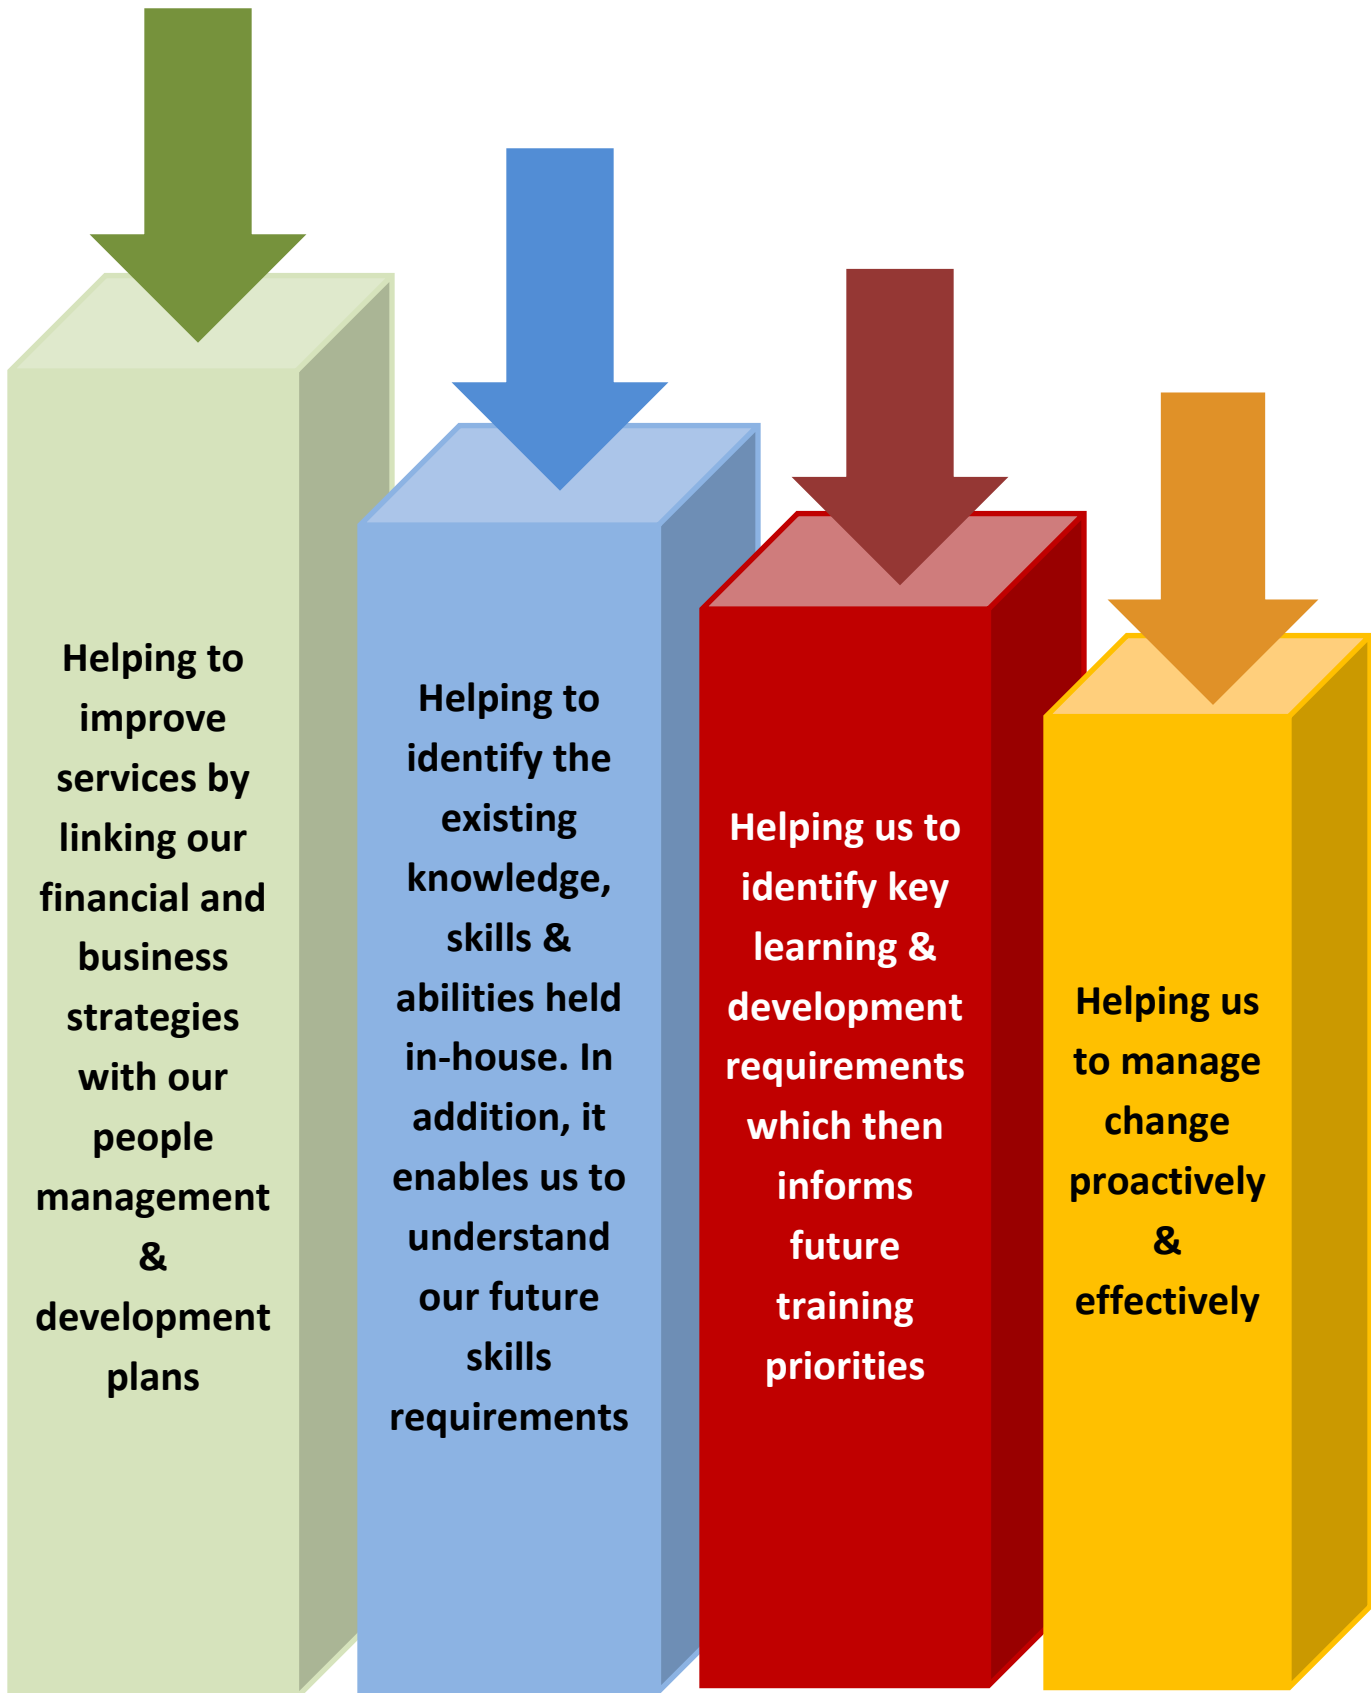 Helping to
improve
services by
linking our
financial and
business
strategies
with our
people
management
&
development
plans
Helping to
identify the
existing
knowledge,
skills &
abilities held
in-house. In
addition, it
enables us to
understand
our future
skills
requirements
Helping us to
identify key
learning &
development
requirements
which then
informs
future
training
priorities
Helping us
to manage
change
proactively
&
effectively